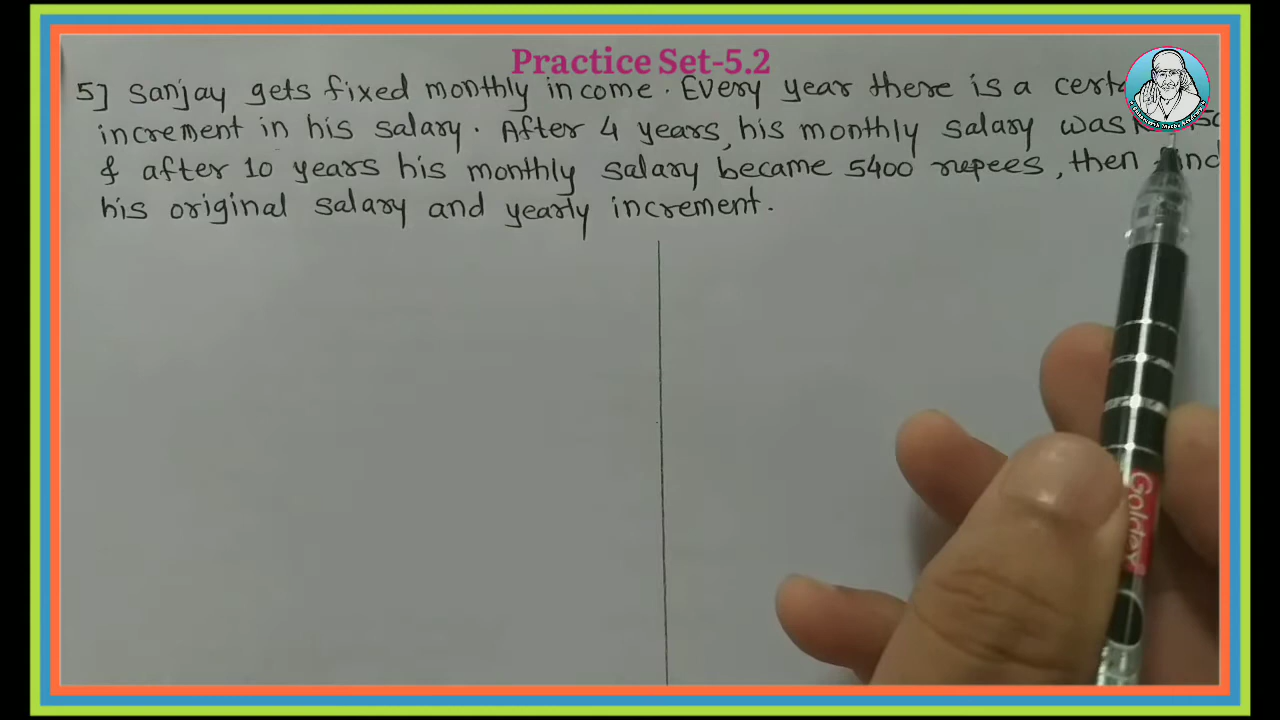 Practice Set-5.2
5] Sanjay gets fixed monthly income. Every year there is a
increment in his salary. After 4 years, his monthly salary was
& after 10 years his monthly salary became 5400 rupees, then
his original salary and yearly increment.
Goldex